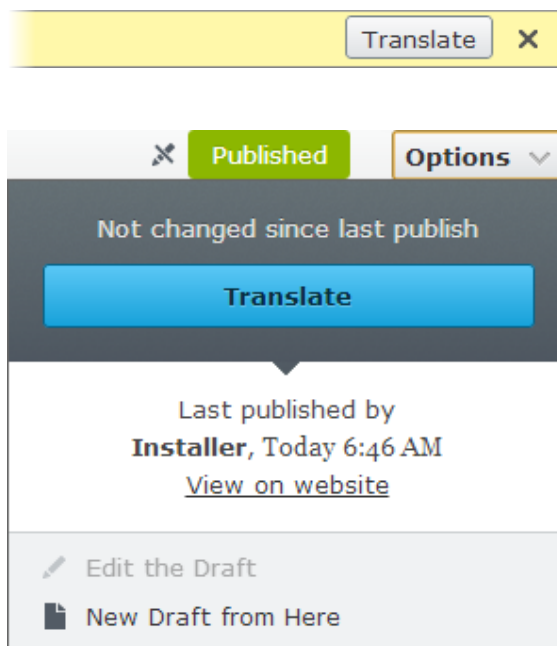 Translate
Published
Options
Not changed since last publish
Translate
Last published by
Installer, Today 6:46 AM
View on website
Edit the Draft
New Draft from Here